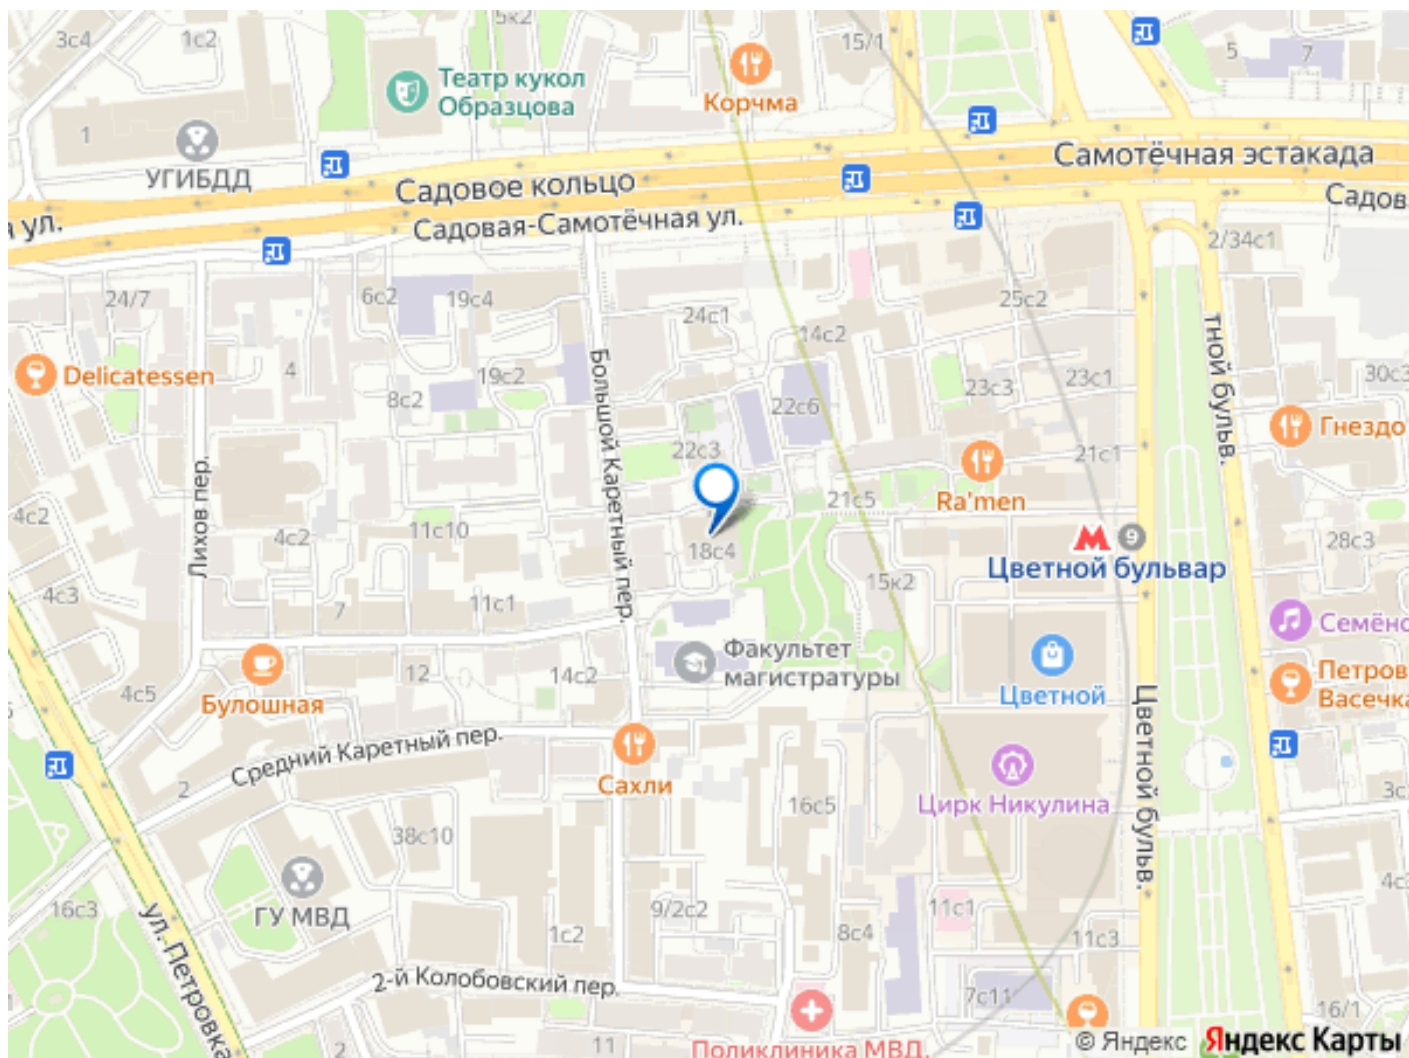 3с4
1с2
5к2
15/1
5
7
Театр кукол
Образцова
Корчма
1
УГИБДД
Самотёчная эстакада
Садовое кольцо
Садов
а ул.
Садовая-Самотёчная ул.
2/34с1
24/7
6с2
19с4
24с1
14с2
25с2
тной бульв.
Delicatessen
4
19с2
8с2
Большой Каретный пер.
22с6
23с3
23с1
30с3
Гнездо
22с3
21с1
Лихов пер.
Ra'men
21с5
4с2
11с10
4с2
18с4
9
28с3
Цветной бульвар
15к2
4с3
7
11с1
Семёнс
Факультет
магистратуры
12
14с2
4с5
Булошная
Цветной
Петров
Васечка
Цветной бульв.
Средний Каретный пер.
2
Сахли
Цирк Никулина
16с5
3с
38с10
ГУ МВД
4с
16с3
ул. Петровка
9/2с2
1с2
8с4
11с1
11с3
2-й Колобовский пер.
7с11
16/1
2
11
Поликлиника МВД,
© Яндекс
Яндекс Карты